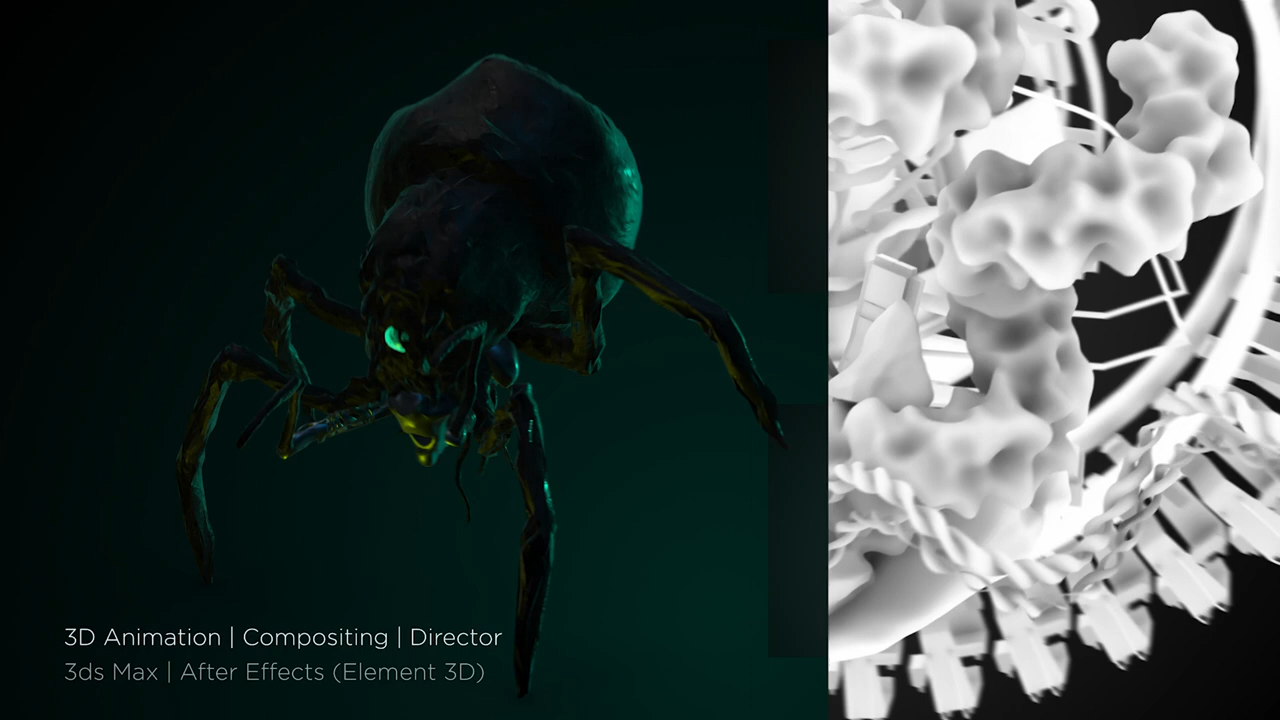 3D Animation | Compositing | Director
3ds Max | After Effects (Element 3D)